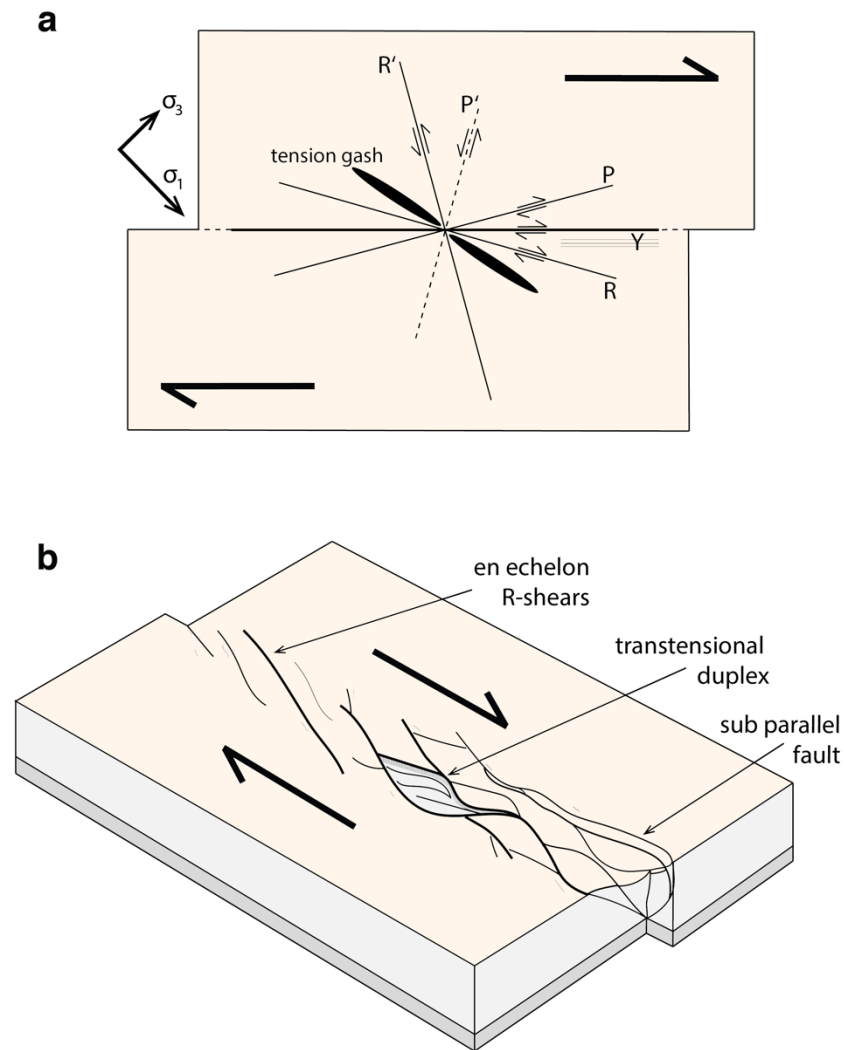 a
R'
P'
σ3
tension gash
σ1
P
Y
R
b
en echelon
R-shears
transtensional
duplex
sub parallel
fault